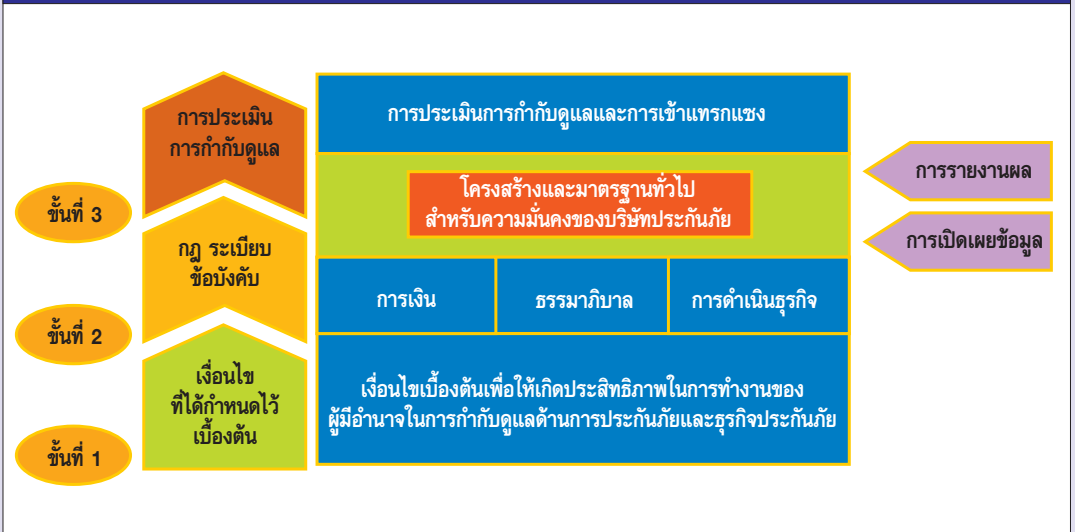 การประเมิน
การกำกับดูแล
การประเมินการกำกับดูแลและการเข้าแทรกแซง
โครงสร้างและมาตรฐานทั่วไป
สำหรับความมั่นคงของบริษัทประกันภัย
การรายงานผล
การเปิดเผยข้อมูล
ขั้นที่ 3
กฎ ระเบียบ
ข้อบังคับ
การเงิน
ธรรมาภิบาล
การดำเนินธุรกิจ
ขั้นที่ 2
เงื่อนไข
ที่ได้กำหนดไว้
เบื้องต้น
เงื่อนไขเบื้องต้นเพื่อให้เกิดประสิทธิภาพในการทำงานของ
ผู้มีอำนาจในการกำกับดูแลด้านการประกันภัยและธุรกิจประกันภัย
ขั้นที่ 1